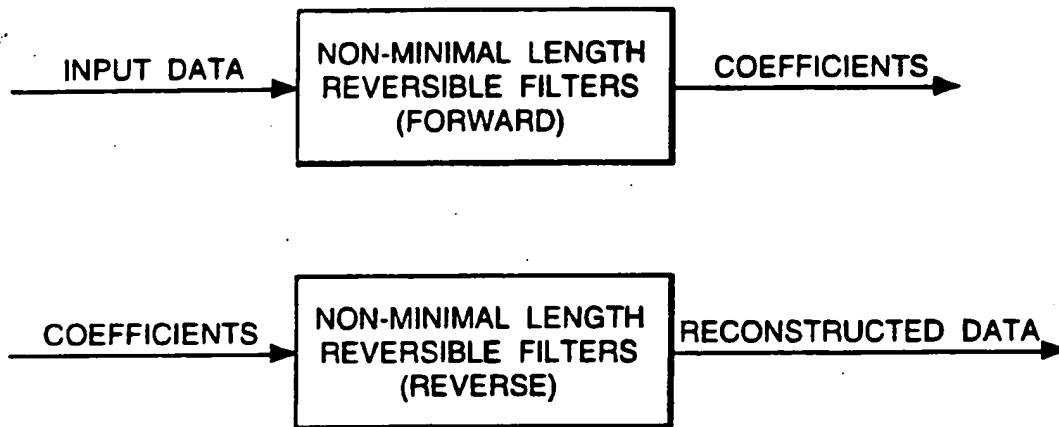 INPUT DATA
NON-MINIMAL LENGTH
REVERSIBLE FILTERS
(FORWARD)
COEFFICIENTS
COEFFICIENTS
NON-MINIMAL LENGTH
REVERSIBLE FILTERS
(REVERSE)
RECONSTRUCTED DATA